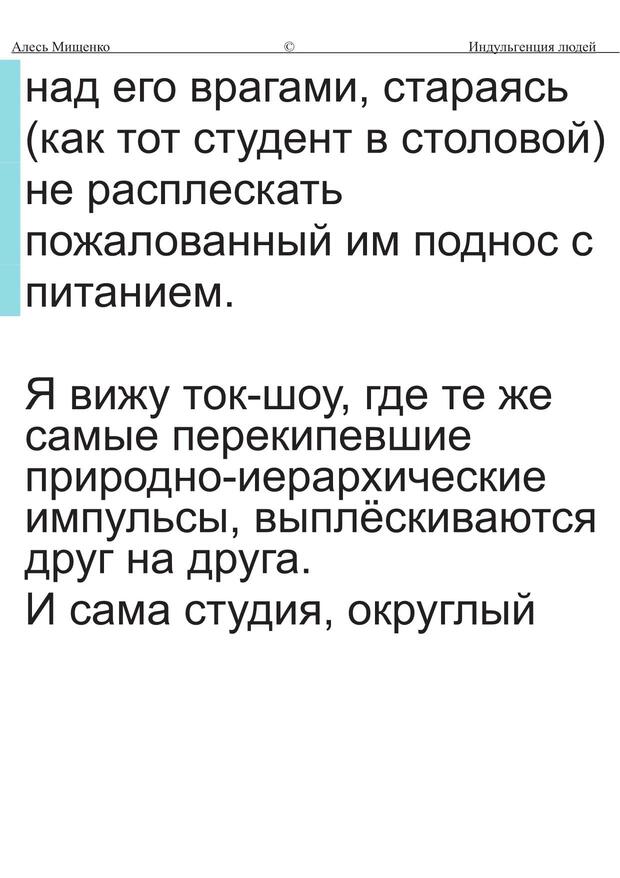 Алесь Мищенко © Индульгенция людей
над его врагами, стараясь
(как тот студент в столовой)
не расплескать
пожалованный им поднос с
питанием.
Я вижу ток-шоу, где те же
самые перекипевшие
природно-иерархические
импульсы, выплёскиваются
друг на друга.
И сама студия, округлый